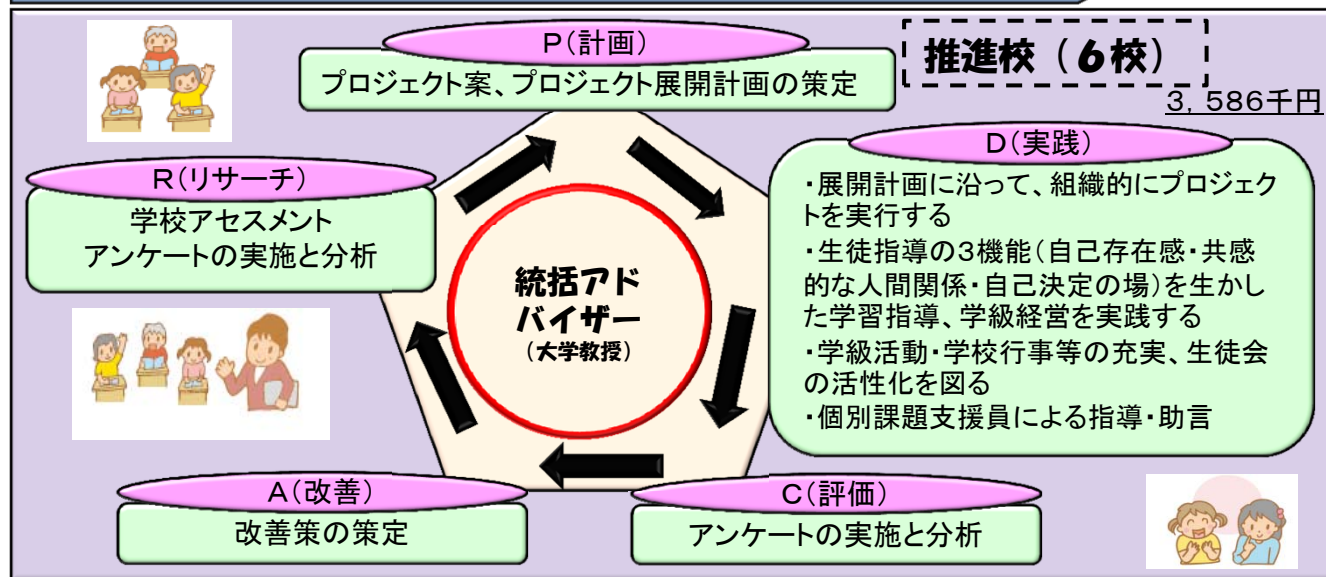 P(計画)
プロジェクト案、プロジェクト展開計画の策定
推進校（６校）
３，５８６千円
R(リサーチ)
学校アセスメント
アンケートの実施と分析
D(実践)
・展開計画に沿って、組織的にプロジェク
トを実行する
・生徒指導の３機能（自己存在感・共感
的な人間関係・自己決定の場）を生かし
た学習指導、学級経営を実践する
・学級活動・学校行事等の充実、生徒会
の活性化を図る
・個別課題支援員による指導・助言
統括アド
バイザー
（大学教授）
A(改善)
改善策の策定
C(評価)
アンケートの実施と分析